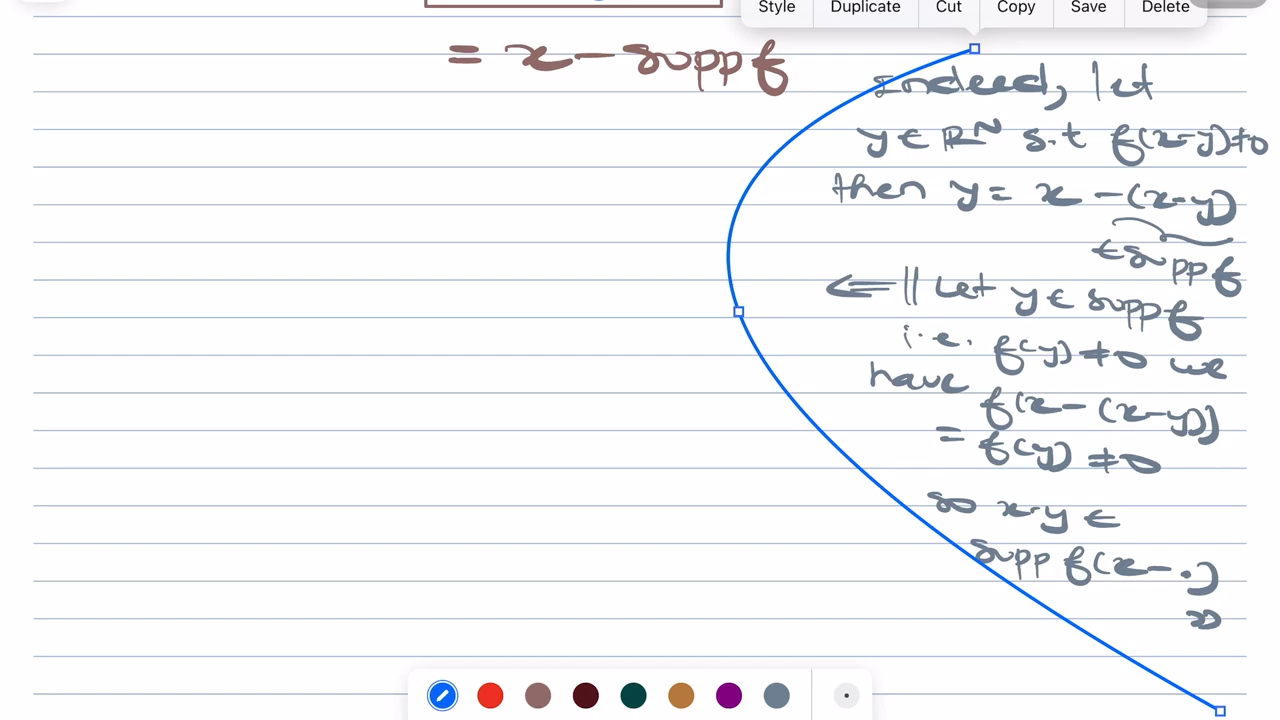 Style Duplicate Cut Copy Save Delete
= x - supp f
Indeed, let
y ∈ ℝᴺ s.t f(x-y)≠0
then y = x - (x-y)
∈ supp f
⇐ || Let y ∈ supp f
i.e. f(y) ≠ 0 we
have
f(x - (x-y))
= f(y) ≠ 0
so x-y ∈
supp f(x - ·)
»